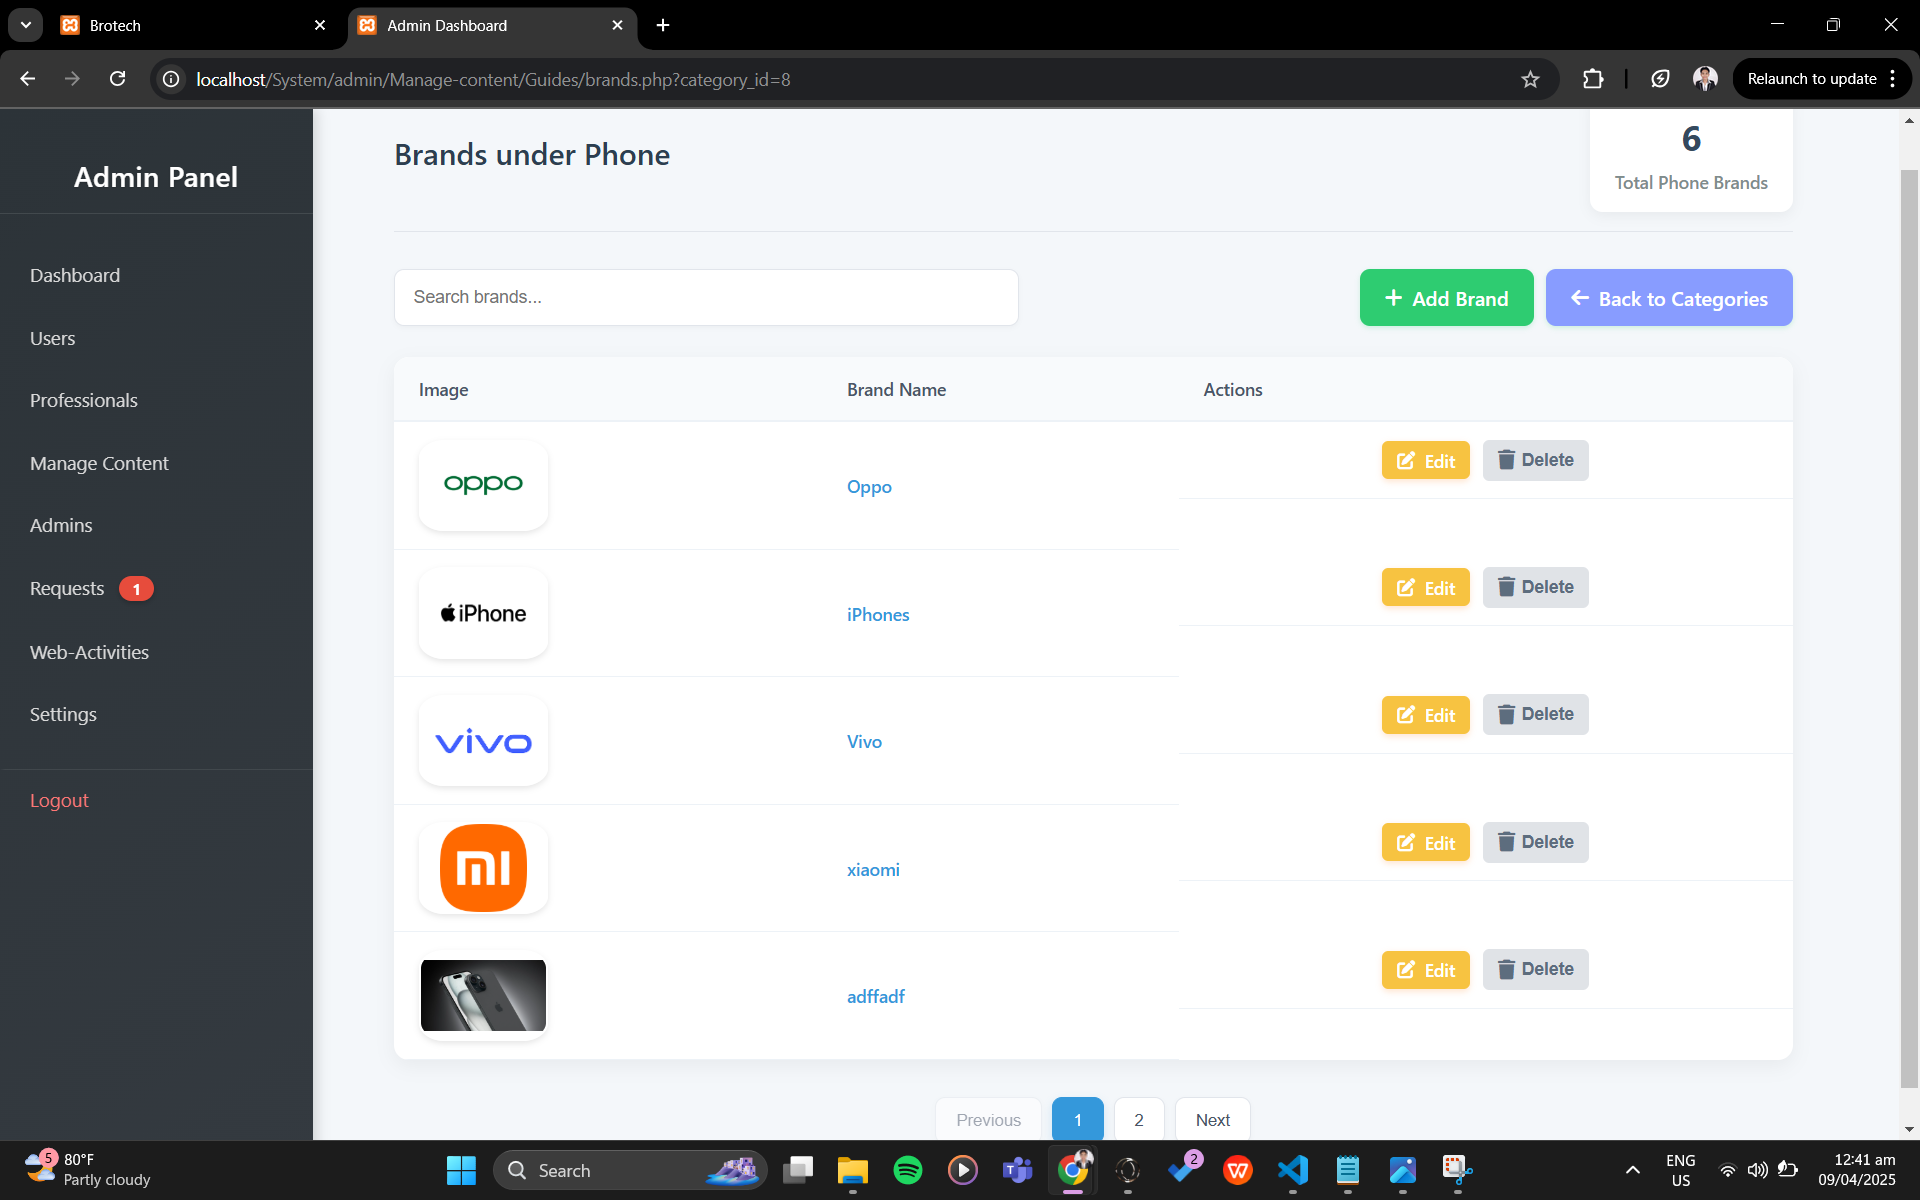 Brotech
Admin Dashboard
localhost/System/admin/Manage-content/Guides/brands.php?category_id=8
Relaunch to update
Admin Panel
Dashboard
Users
Professionals
Manage Content
Admins
Requests 1
Web-Activities
Settings
Logout
Brands under Phone
6
Total Phone Brands
Search brands...
Add Brand
Back to Categories
Image Brand Name Actions
oppo Oppo Edit Delete
iPhone iPhones Edit Delete
vivo Vivo Edit Delete
mi xiaomi Edit Delete
adffadf Edit Delete
Previous 1 2 Next
5
80°F
Partly cloudy
Search
2
ENG
US
12:41 am
09/04/2025